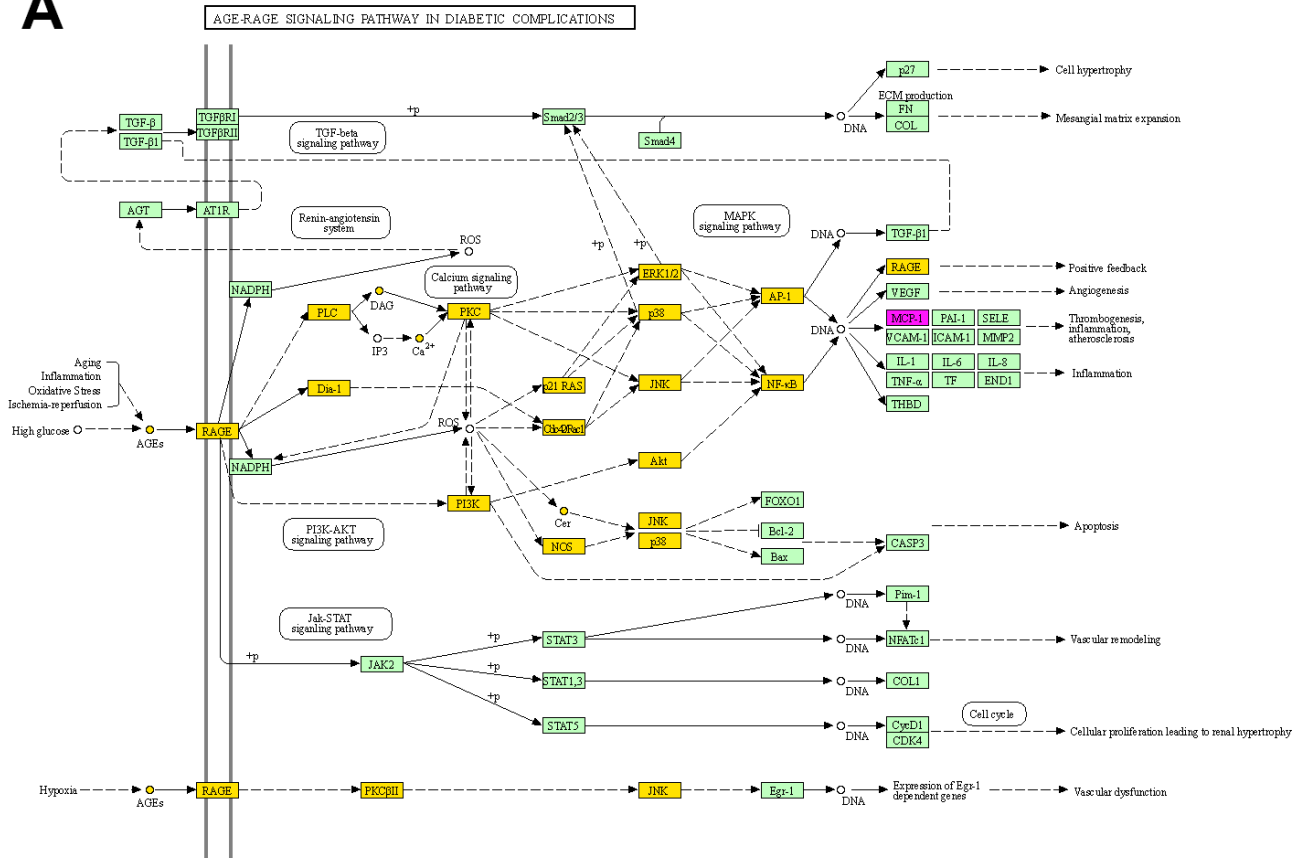 A
AGE-RAGE SIGNALING PATHWAY IN DIABETIC COMPLICATIONS
p27
Cell hypertrophy
ECM production
TGF-β
TGF-β1
TGFβRI
TGFβRII
+p
TGF-beta
signaling pathway
Smad2/3
Smad4
DNA
FN
COL
Mesangial matrix expansion
AGT
AT1R
Renin-angiotensin
system
MAPK
signaling pathway
ROS
+p
+p
DNA
TGF-β1
NADPH
Calcium signaling
pathway
ERK1/2
RAGE
Positive feedback
DAG
PLC
PKC
p38
AP-1
VEGF
Angiogenesis
IP3
Ca2+
DNA
MCP-1
PAI-1
SELE
VCAM-1
ICAM-1
MMP2
Thrombogenesis,
inflammation,
atherosclerosis
Aging
Inflammation
Oxidative Stress
Ischemia-reperfusion
Dia-1
p21 RAS
JNK
NF-κB
IL-1
IL-6
IL-8
TNF-α
TF
END1
Inflammation
THBD
High glucose
AGEs
RAGE
ROS
Cdc42/Rac1
NADPH
Akt
PI3K
PI3K-AKT
signaling pathway
Cer
NOS
JNK
p38
FOXO1
Bcl-2
Bax
CASP3
Apoptosis
Jak-STAT
siganling pathway
+p
JAK2
+p
+p
+p
STAT3
STAT1,3
STAT5
DNA
Pim-1
DNA
NFATc1
Vascular remodeling
DNA
COL1
Cell cycle
DNA
CycD1
CDK4
Cellular proliferation leading to renal hypertrophy
Hypoxia
AGEs
RAGE
PKCβII
JNK
Egr-1
DNA
Expression of Egr-1
dependent genes
Vascular dysfunction